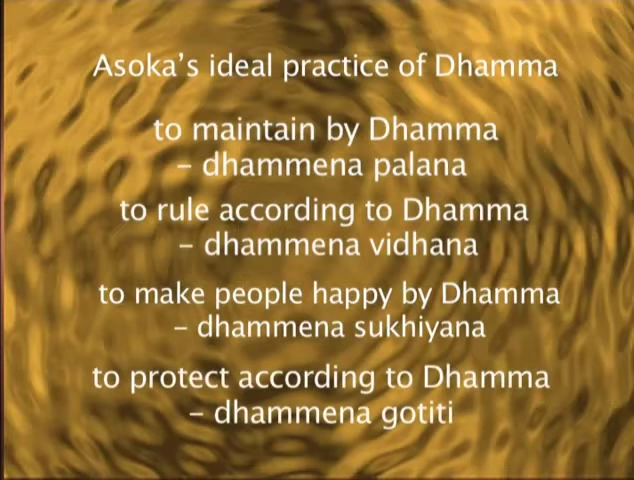 Asoka’s ideal practice of Dhamma
to maintain by Dhamma
– dhammena palana
to rule according to Dhamma
– dhammena vidhana
to make people happy by Dhamma
– dhammena sukhiyana
to protect according to Dhamma
– dhammena gotiti